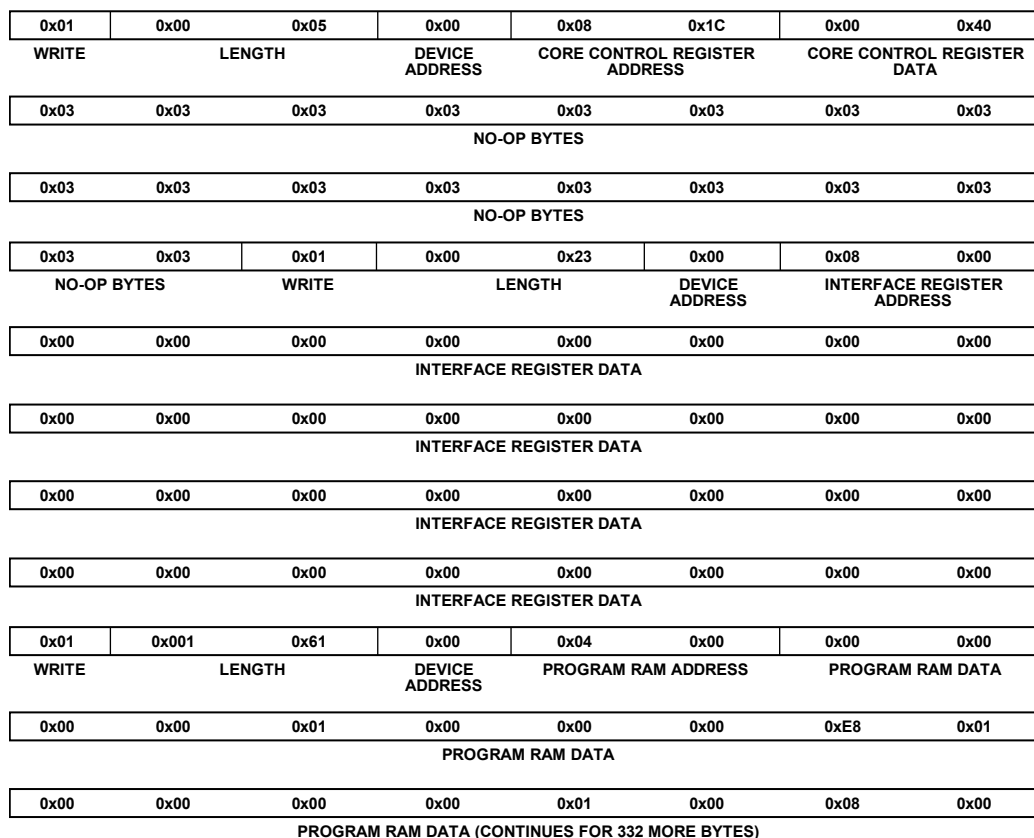 0x01 0x00 0x05 0x00 0x08 0x1C 0x00 0x40
WRITE LENGTH DEVICE ADDRESS CORE CONTROL REGISTER ADDRESS CORE CONTROL REGISTER DATA
0x03 0x03 0x03 0x03 0x03 0x03 0x03 0x03
NO-OP BYTES
0x03 0x03 0x03 0x03 0x03 0x03 0x03 0x03
NO-OP BYTES
0x03 0x03 0x01 0x00 0x23 0x00 0x08 0x00
NO-OP BYTES WRITE LENGTH DEVICE ADDRESS INTERFACE REGISTER ADDRESS
0x00 0x00 0x00 0x00 0x00 0x00 0x00 0x00
INTERFACE REGISTER DATA
0x00 0x00 0x00 0x00 0x00 0x00 0x00 0x00
INTERFACE REGISTER DATA
0x00 0x00 0x00 0x00 0x00 0x00 0x00 0x00
INTERFACE REGISTER DATA
0x00 0x00 0x00 0x00 0x00 0x00 0x00 0x00
INTERFACE REGISTER DATA
0x01 0x001 0x61 0x00 0x04 0x00 0x00 0x00
WRITE LENGTH DEVICE ADDRESS PROGRAM RAM ADDRESS PROGRAM RAM DATA
0x00 0x00 0x01 0x00 0x00 0x00 0xE8 0x01
PROGRAM RAM DATA
0x00 0x00 0x00 0x00 0x01 0x00 0x08 0x00
PROGRAM RAM DATA (CONTINUES FOR 332 MORE BYTES)